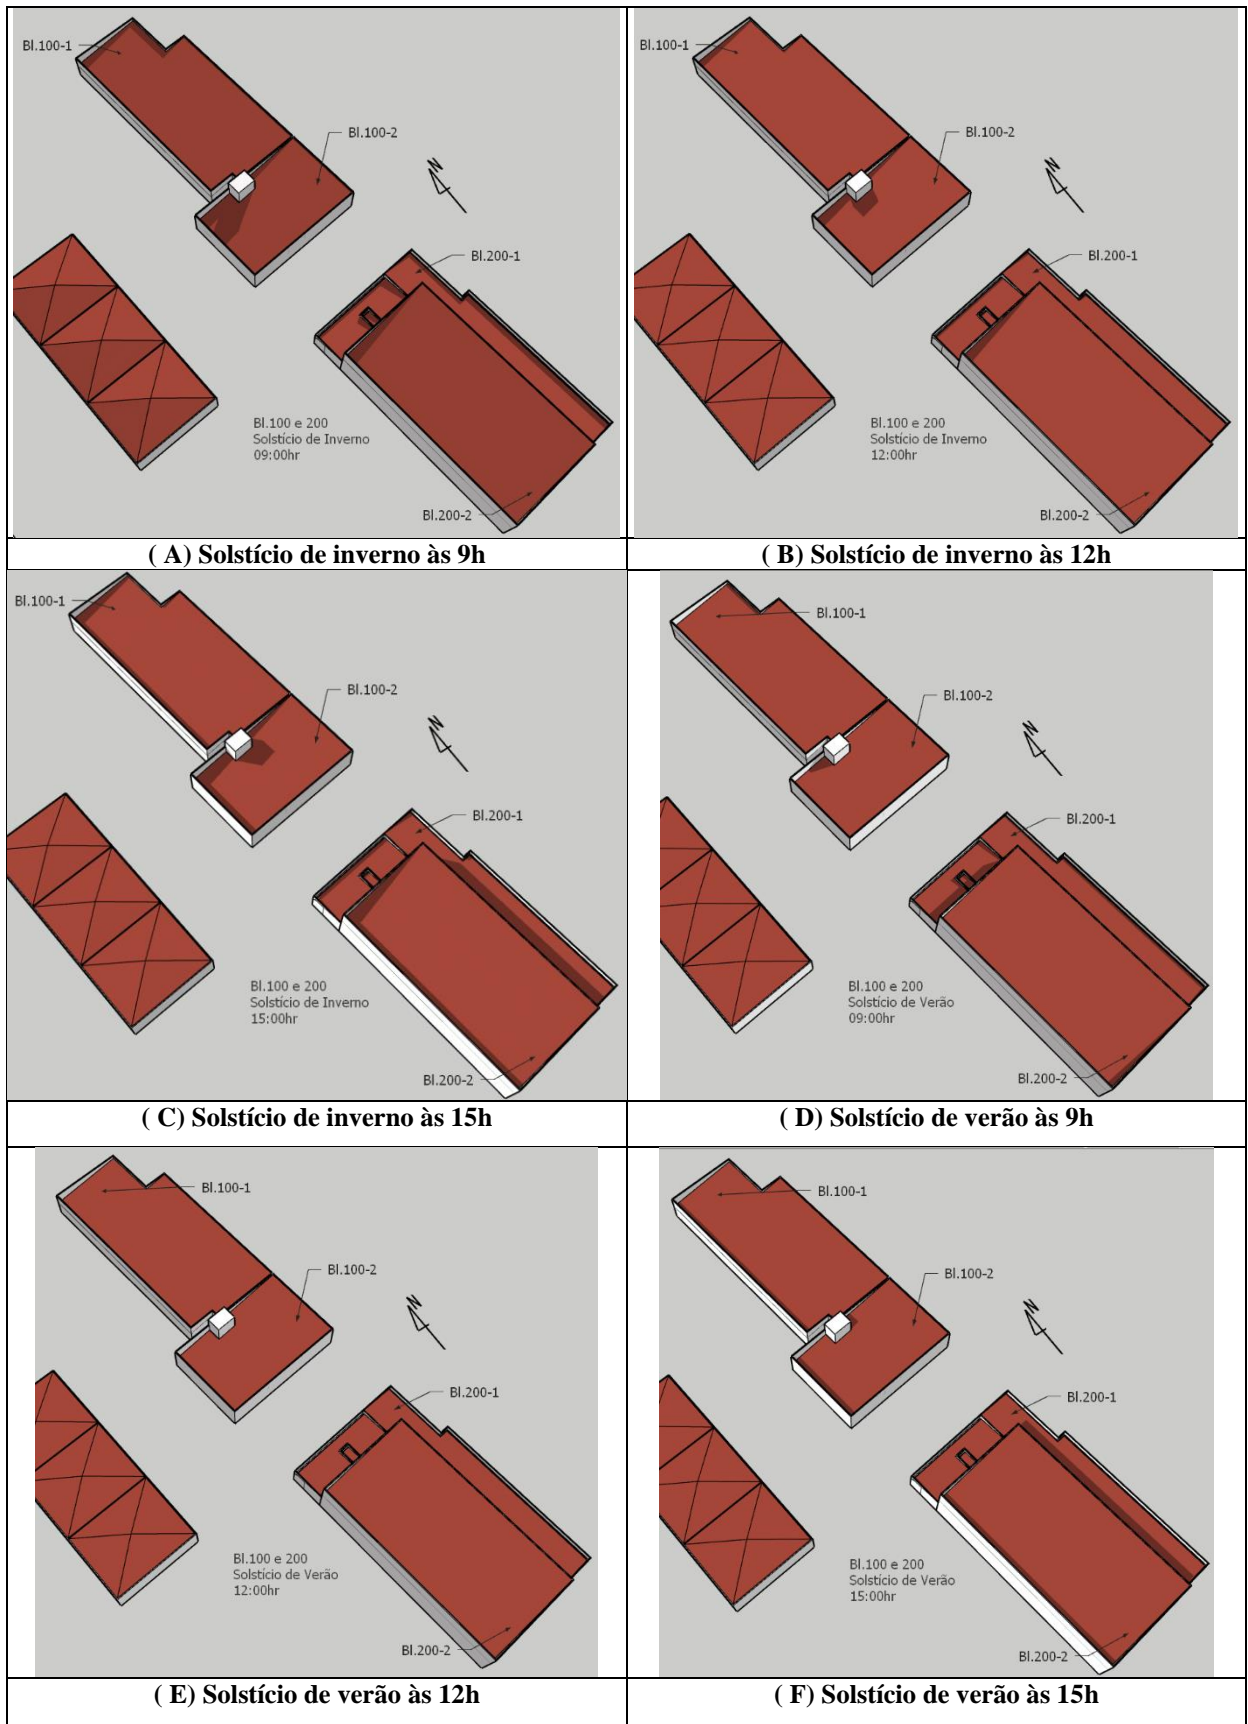 Bl.100-1
Bl.100-2
N
Bl.200-1
Bl.100 e 200
Solstício de Inverno
09:00hr
Bl.200-2
( A) Solstício de inverno às 9h
Bl.100-1
Bl.100-2
N
Bl.200-1
Bl.100 e 200
Solstício de Inverno
12:00hr
Bl.200-2
( B) Solstício de inverno às 12h
Bl.100-1
Bl.100-2
N
Bl.200-1
Bl.100 e 200
Solstício de Inverno
15:00hr
Bl.200-2
( C) Solstício de inverno às 15h
Bl.100-1
Bl.100-2
N
Bl.200-1
Bl.100 e 200
Solstício de Verão
09:00hr
Bl.200-2
( D) Solstício de verão às 9h
Bl.100-1
Bl.100-2
N
Bl.200-1
Bl.100 e 200
Solstício de Verão
12:00hr
Bl.200-2
( E) Solstício de verão às 12h
Bl.100-1
Bl.100-2
N
Bl.200-1
Bl.100 e 200
Solstício de Verão
15:00hr
Bl.200-2
( F) Solstício de verão às 15h